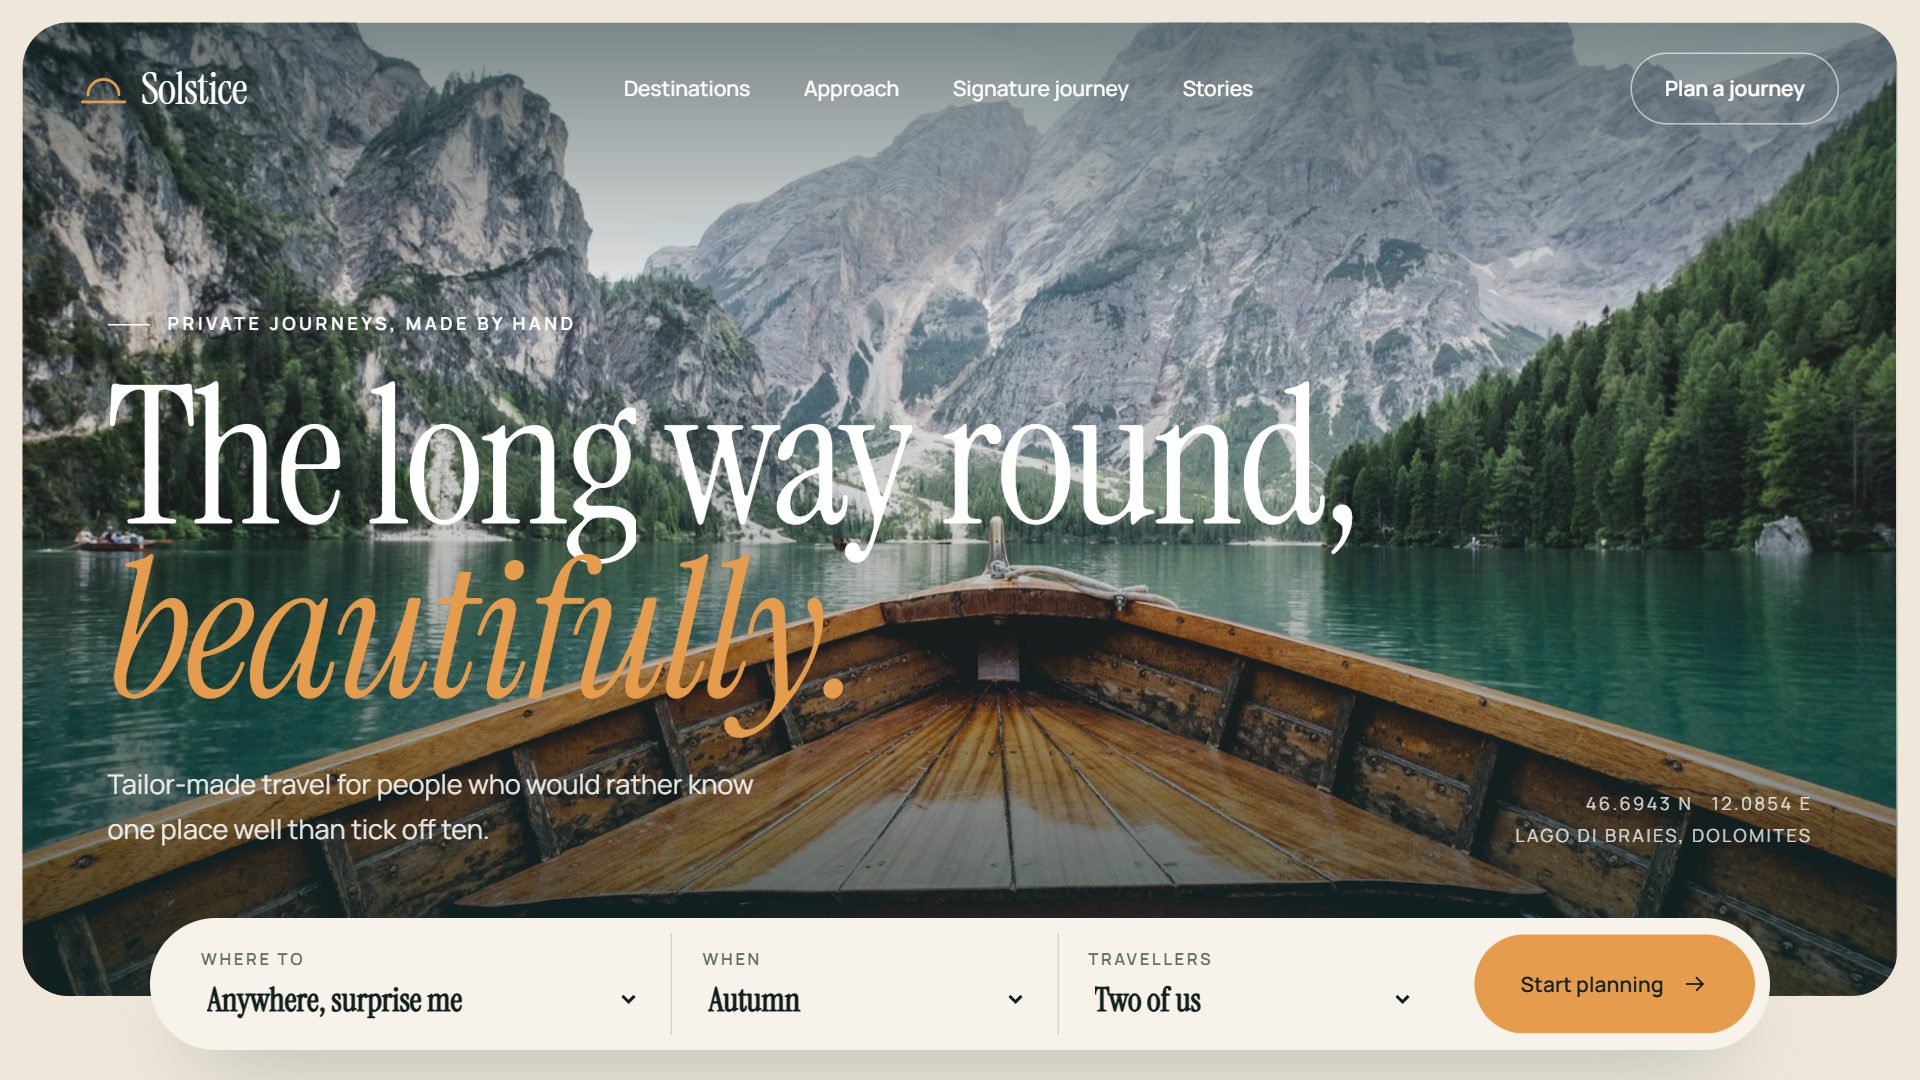 Solstice
Destinations
Approach
Signature journey
Stories
Plan a journey
PRIVATE JOURNEYS, MADE BY HAND
The long way round,
beautifully.
Tailor-made travel for people who would rather know
one place well than tick off ten.
46.6943 N 12.0854 E
LAGO DI BRAIES, DOLOMITES
WHERE TO
Anywhere, surprise me
WHEN
Autumn
TRAVELLERS
Two of us
Start planning →